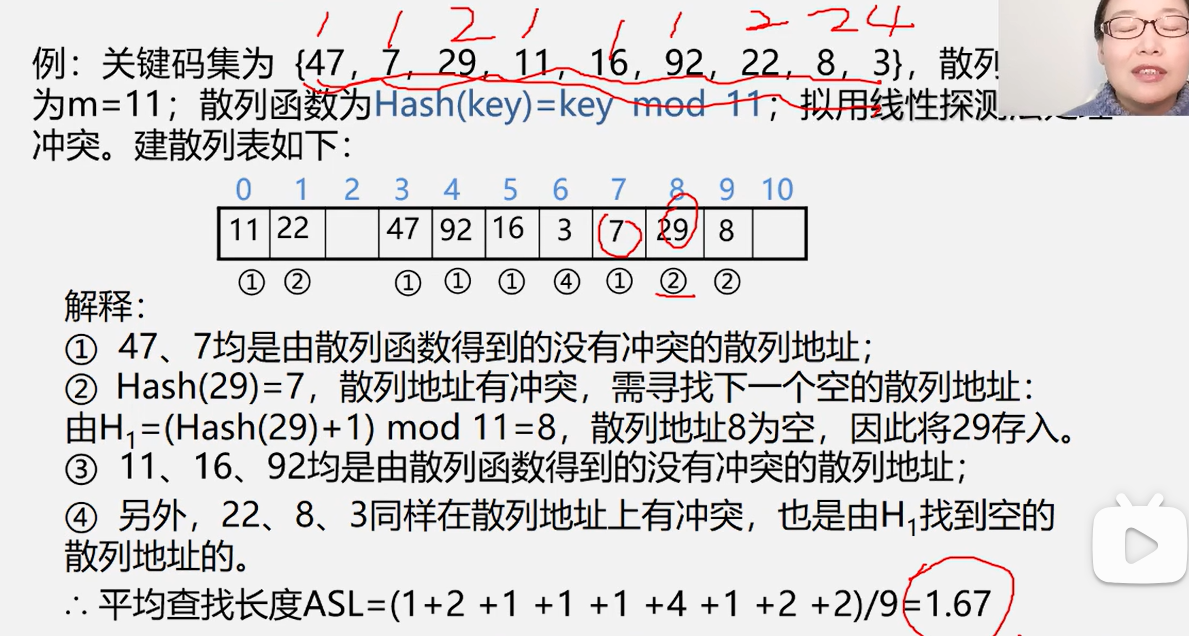 1 1 2 1 1 1 2 2 4
例：关键码集为 {47，7，29，11，16，92，22，8，3}，散列
为m=11；散列函数为Hash(key)=key mod 11；拟用线性探测
冲突。建散列表如下：
0 1 2 3 4 5 6 7 8 9 10
11 22 47 92 16 3 7 29 8
① ② ① ① ① ④ ① ② ②
解释：
① 47、7均是由散列函数得到的没有冲突的散列地址；
② Hash(29)=7，散列地址有冲突，需寻找下一个空的散列地址：
由H1=(Hash(29)+1) mod 11=8，散列地址8为空，因此将29存入。
③ 11、16、92均是由散列函数得到的没有冲突的散列地址；
④ 另外，22、8、3同样在散列地址上有冲突，也是由H1找到空的
散列地址的。
∴ 平均查找长度ASL=(1+2 +1 +1 +1 +4 +1 +2 +2)/9=1.67